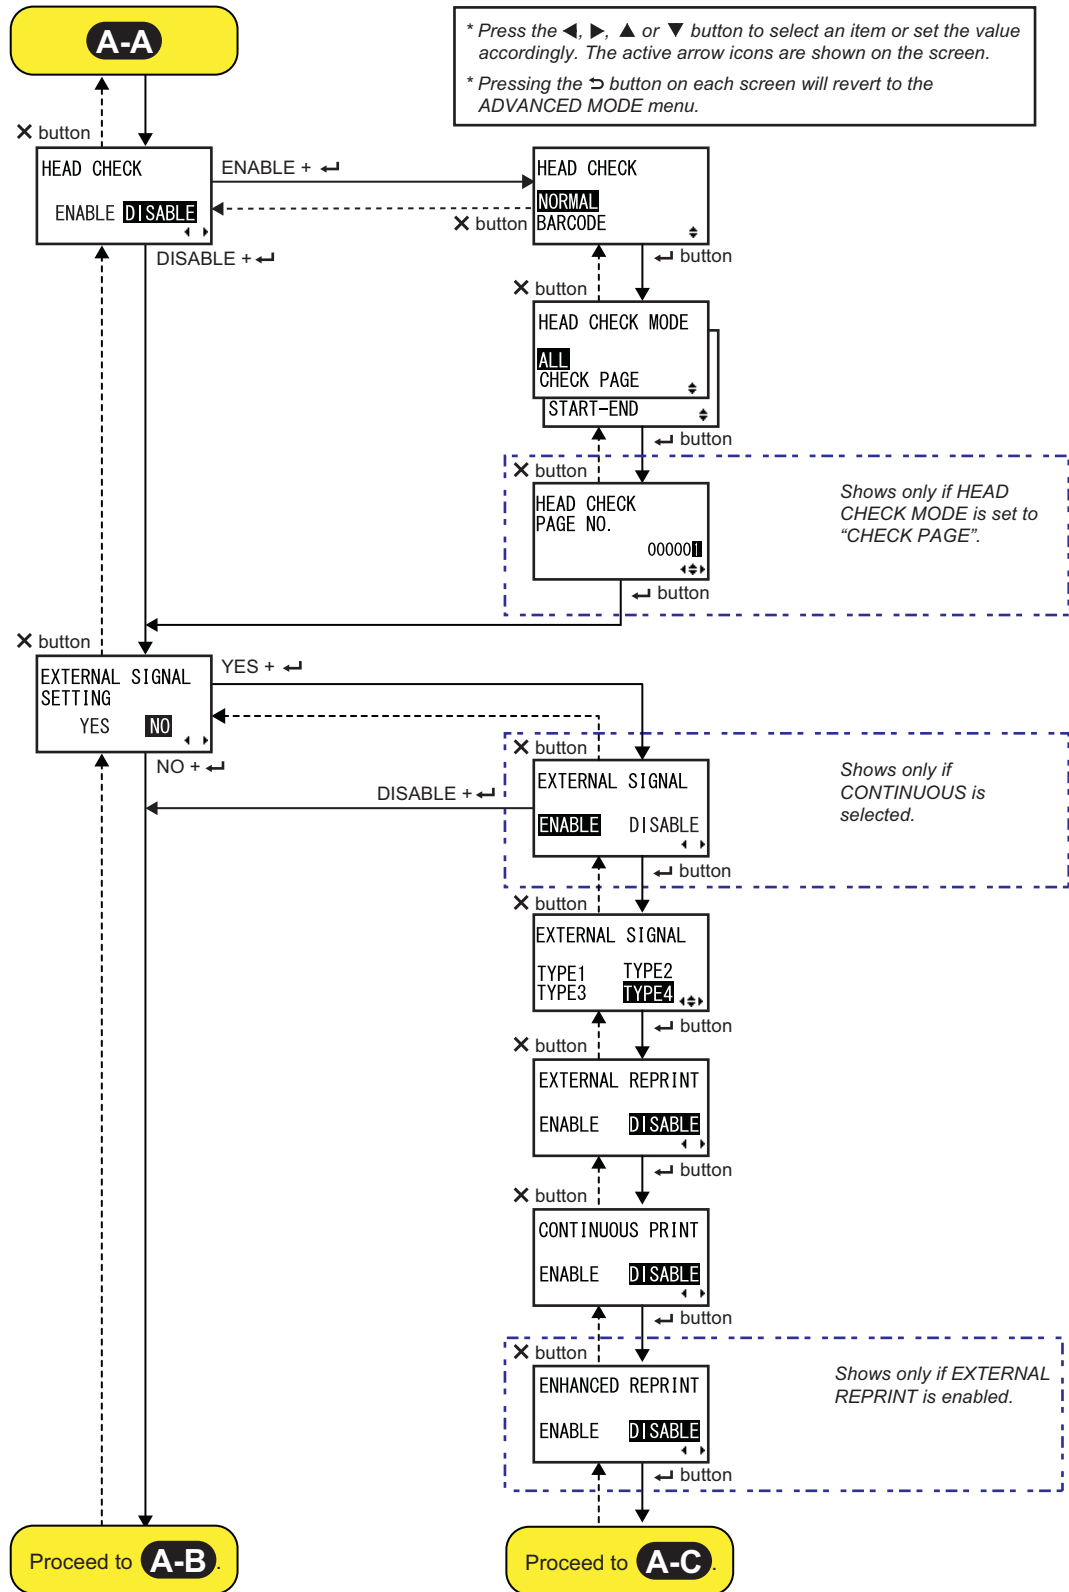 A-A
* Press the ◀, ▶, ▲ or ▼ button to select an item or set the value
accordingly. The active arrow icons are shown on the screen.
* Pressing the ⮌ button on each screen will revert to the
ADVANCED MODE menu.
✕ button
HEAD CHECK
ENABLE DISABLE
ENABLE + ↵
HEAD CHECK
NORMAL
BARCODE
✕ button
DISABLE + ↵
↵ button
✕ button
HEAD CHECK MODE
ALL
CHECK PAGE
START-END
↵ button
✕ button
HEAD CHECK
PAGE NO.
000001
Shows only if HEAD
CHECK MODE is set to
“CHECK PAGE”.
↵ button
✕ button
EXTERNAL SIGNAL
SETTING
YES NO
YES + ↵
NO + ↵
✕ button
EXTERNAL SIGNAL
ENABLE DISABLE
Shows only if
CONTINUOUS is
selected.
DISABLE + ↵
↵ button
✕ button
EXTERNAL SIGNAL
TYPE1 TYPE2
TYPE3 TYPE4
↵ button
✕ button
EXTERNAL REPRINT
ENABLE DISABLE
↵ button
✕ button
CONTINUOUS PRINT
ENABLE DISABLE
↵ button
✕ button
ENHANCED REPRINT
ENABLE DISABLE
Shows only if EXTERNAL
REPRINT is enabled.
↵ button
Proceed to A-B.
Proceed to A-C.